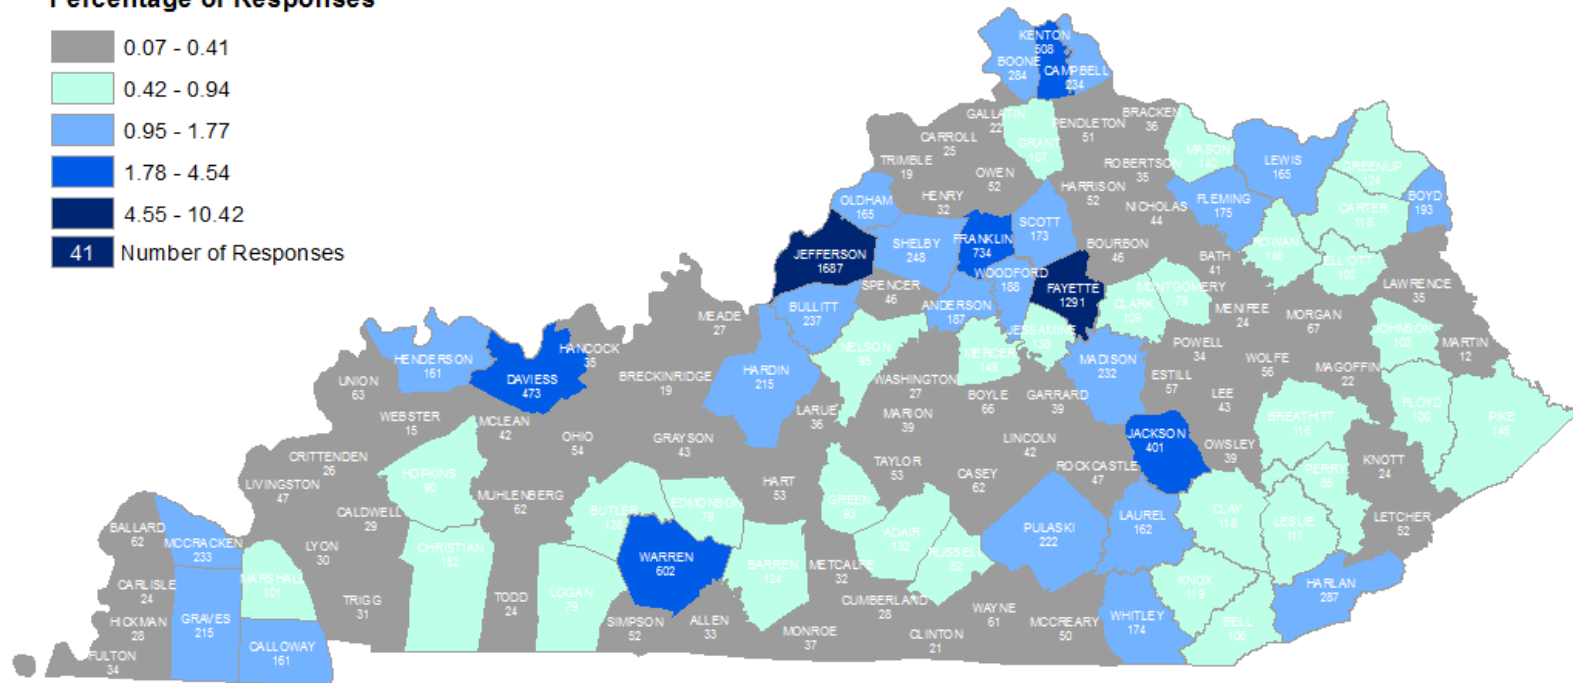 Percentage of Responses
0.07 - 0.41
0.42 - 0.94
0.95 - 1.77
1.78 - 4.54
4.55 - 10.42
41 Number of Responses
KENTON
508
BOONE
284
CAMPBELL
234
GALLATIN
22
GRANT
107
PENDLETON
51
BRACKEN
36
CARROLL
25
TRIMBLE
19
OWEN
52
ROBERTSON
35
MASON
140
LEWIS
165
GREENUP
124
HENRY
32
HARRISON
52
NICHOLAS
44
FLEMING
175
BOYD
193
CARTER
118
OLDHAM
165
SCOTT
173
ROWAN
146
ELLIOTT
102
JEFFERSON
1687
SHELBY
248
FRANKLIN
734
BOURBON
46
BATH
41
WOODFORD
188
FAYETTE
1291
MONTGOMERY
79
CLARK
109
LAWRENCE
35
SPENCER
46
ANDERSON
187
BULLITT
237
MENIFEE
24
MORGAN
67
MEADE
27
JESSAMINE
138
JOHNSON
103
MARTIN
12
NELSON
95
MERCER
149
POWELL
34
HANCOCK
35
HENDERSON
161
DAVIESS
473
BRECKINRIDGE
19
HARDIN
215
WASHINGTON
27
MADISON
232
ESTILL
57
WOLFE
56
MAGOFFIN
22
UNION
63
BOYLE
66
GARRARD
39
LEE
43
FLOYD
100
PIKE
146
WEBSTER
15
MCLEAN
42
LARUE
36
MARION
39
BREATHITT
116
OHIO
54
GRAYSON
43
LINCOLN
42
JACKSON
401
OWSLEY
39
CRITTENDEN
26
HOPKINS
90
TAYLOR
53
CASEY
62
ROCKCASTLE
47
PERRY
85
KNOTT
24
LIVINGSTON
47
MUHLENBERG
62
HART
53
GREEN
93
CALDWELL
29
BUTLER
128
EDMONSON
79
CLAY
118
LESLIE
111
LETCHER
52
BALLARD
62
MCCRACKEN
233
LYON
30
CHRISTIAN
152
ADAIR
132
PULASKI
222
LAUREL
162
WARREN
602
BARREN
124
METCALFE
32
RUSSELL
82
MARSHALL
101
CARLISLE
24
KNOX
119
HARLAN
287
TRIGG
31
TODD
24
LOGAN
79
CUMBERLAND
28
HICKMAN
28
GRAVES
215
SIMPSON
52
ALLEN
33
WAYNE
61
MCCREARY
50
WHITLEY
174
BELL
106
MONROE
37
CLINTON
21
CALLOWAY
161
FULTON
34